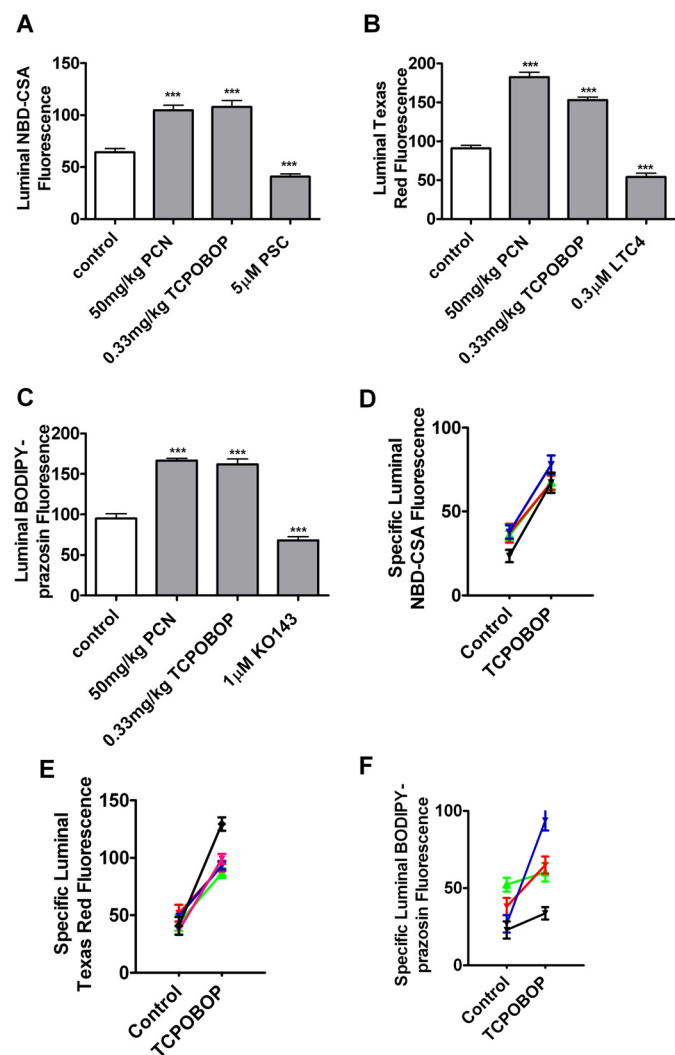 A
Luminal NBD-CSA
Fluorescence
150
100
50
0
***
***
***
control
50mg/kg PCN
0.33mg/kg TCPOBOP
5μM PSC
B
Luminal Texas
Red Fluorescence
200
150
100
50
0
***
***
***
control
50mg/kg PCN
0.33mg/kg TCPOBOP
0.3μM LTC4
C
Luminal BODIPY-
prazosin Fluorescence
200
150
100
50
0
***
***
***
control
50mg/kg PCN
0.33mg/kg TCPOBOP
1μM KO143
D
Specific Luminal
NBD-CSA Fluorescence
100
50
0
Control
TCPOBOP
E
Specific Luminal
Texas Red Fluorescence
150
100
50
0
Control
TCPOBOP
F
Specific Luminal BODIPY-
prazosin Fluorescence
100
50
0
Control
TCPOBOP